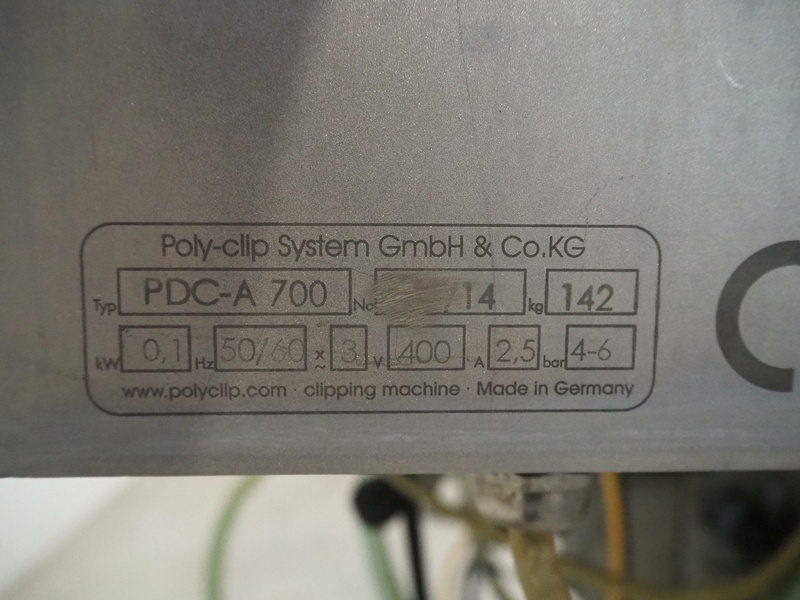 Poly-clip System GmbH & Co.KG
Typ PDC-A 700 No /14 kg 142
kW 0,1 Hz 50/60 x ~ 3 V 400 A 2,5 bar 4-6
www.polyclip.com · clipping machine · Made in Germany